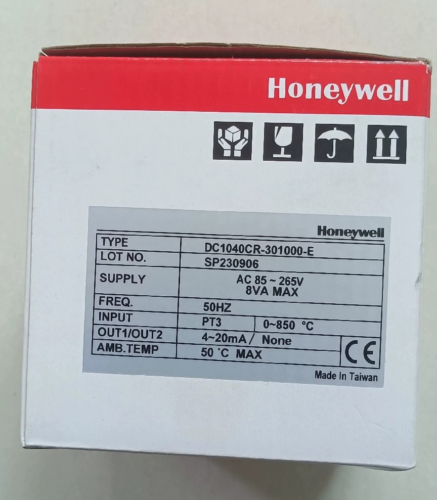 Honeywell
Honeywell
TYPE DC1040CR-301000-E
LOT NO. SP230906
SUPPLY AC 85 ~ 265V
8VA MAX
FREQ. 50HZ
INPUT PT3 0~850 °C
OUT1/OUT2 4~20mA / None
AMB.TEMP 50 °C MAX
CE
Made In Taiwan